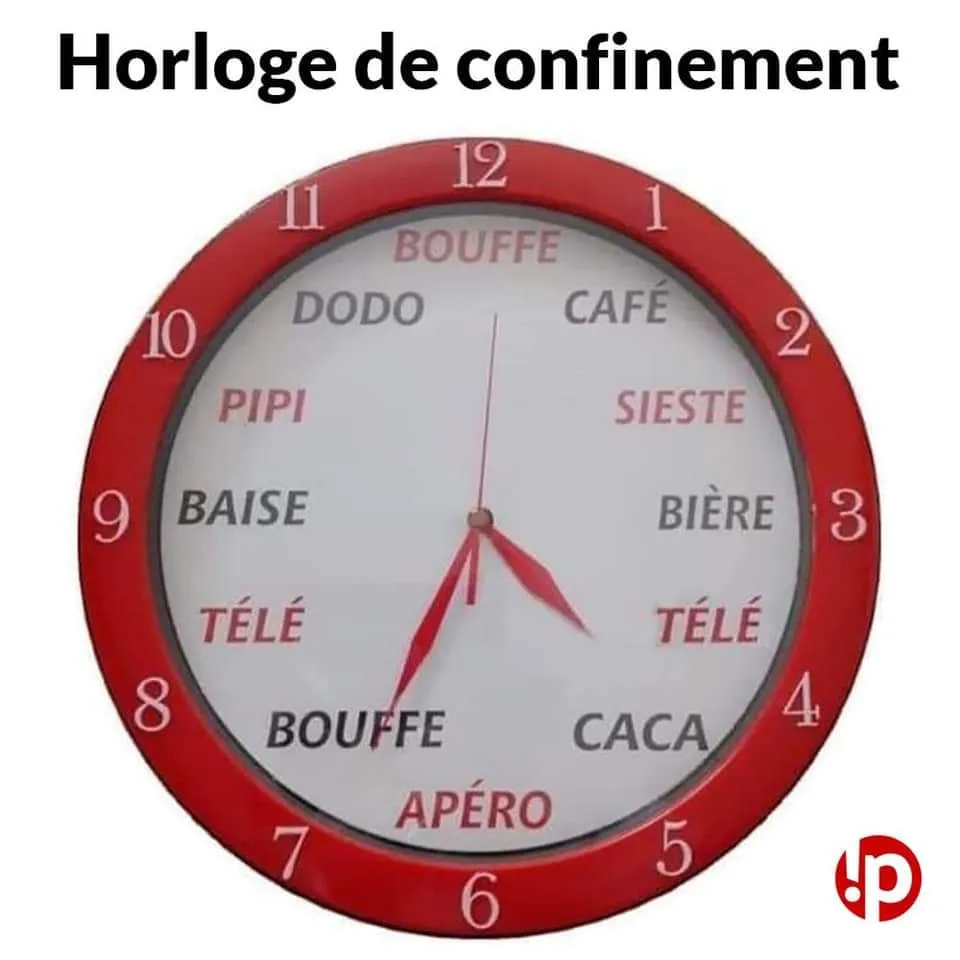 Horloge de confinement
12
11
1
BOUFFE
DODO
CAFÉ
10
2
PIPI
SIESTE
9
BAISE
BIÈRE
3
TÉLÉ
TÉLÉ
8
4
BOUFFE
CACA
APÉRO
7
5
6
!p